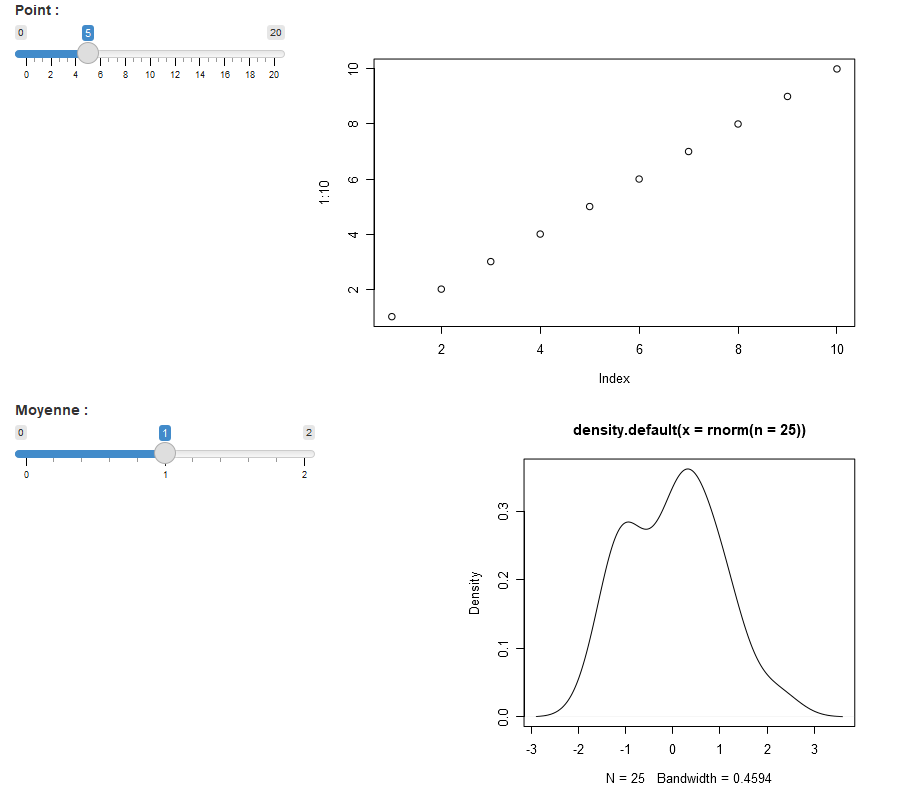 Point :
0 5 20
0 2 4 6 8 10 12 14 16 18 20
10
8
6
4
2
1:10
2 4 6 8 10
Index
Moyenne :
0 1 2
0 1 2
density.default(x = rnorm(n = 25))
0.3
0.2
0.1
0.0
Density
-3 -2 -1 0 1 2 3
N = 25 Bandwidth = 0.4594